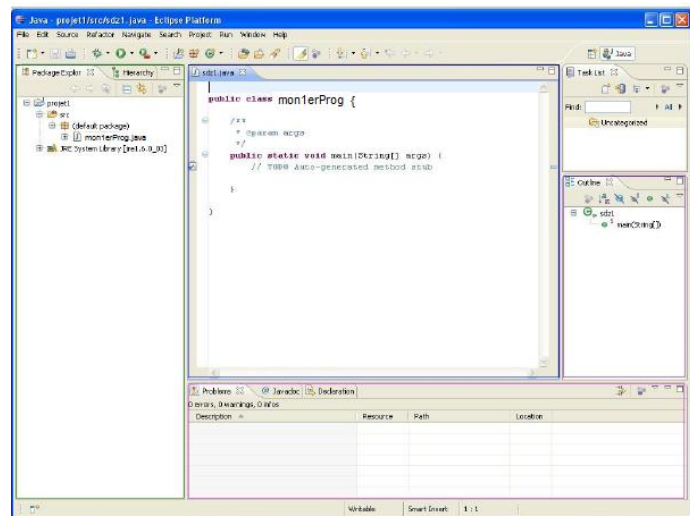 Java - projet1/src/sdz1.java - Eclipse Platform
File Edit Source Refactor Navigate Search Project Run Window Help
Java
Package Explor Hierarchy
projet1
src
(default package)
mon1erProg.java
JRE System Library [jre1.6.0_03]
sdz1.java
public class mon1erProg {
/**
* @param args
*/
public static void main(String[] args) {
// TODO Auto-generated method stub
}
}
Task List
Find: All
Uncategorized
Outline
sdz1
main(String[])
Problems Javadoc Declaration
0 errors, 0 warnings, 0 infos
Description Resource Path Location
Writable Smart Insert 1 : 1